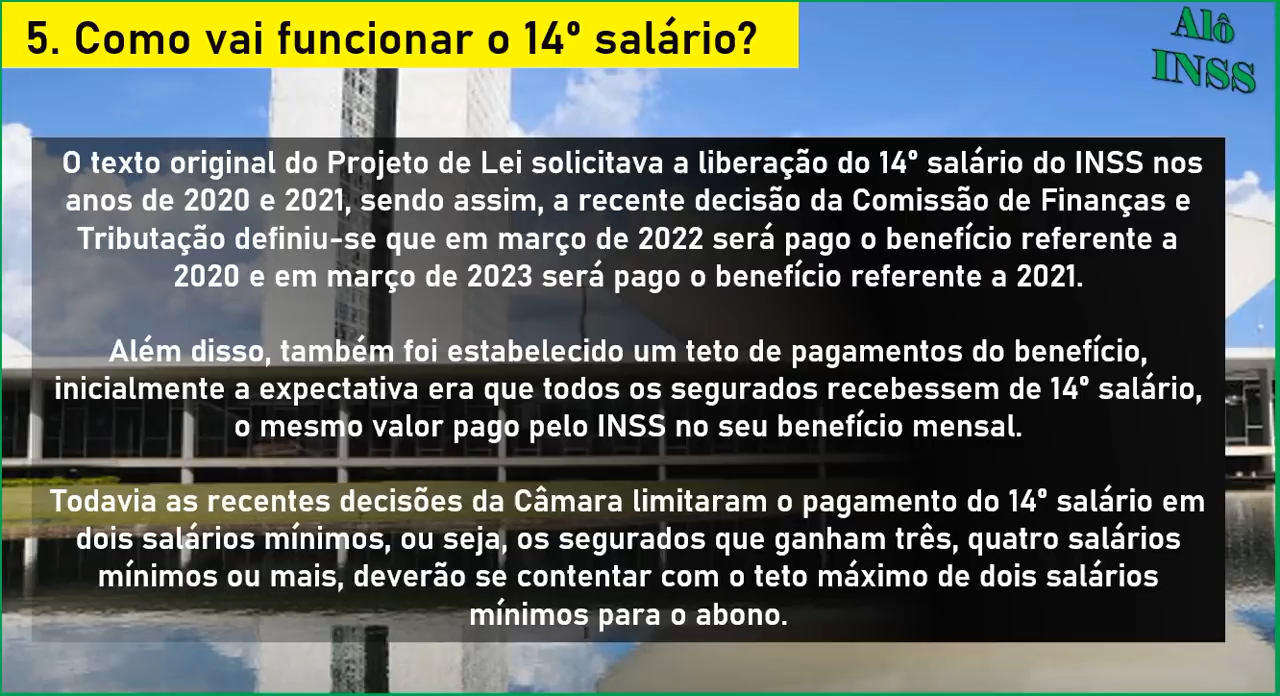 5. Como vai funcionar o 14º salário?
Alô
INSS
O texto original do Projeto de Lei solicitava a liberação do 14º salário do INSS nos
anos de 2020 e 2021, sendo assim, a recente decisão da Comissão de Finanças e
Tributação definiu-se que em março de 2022 será pago o benefício referente a
2020 e em março de 2023 será pago o benefício referente a 2021.
Além disso, também foi estabelecido um teto de pagamentos do benefício,
inicialmente a expectativa era que todos os segurados recebessem de 14º salário,
o mesmo valor pago pelo INSS no seu benefício mensal.
Todavia as recentes decisões da Câmara limitaram o pagamento do 14º salário em
dois salários mínimos, ou seja, os segurados que ganham três, quatro salários
mínimos ou mais, deverão se contentar com o teto máximo de dois salários
mínimos para o abono.